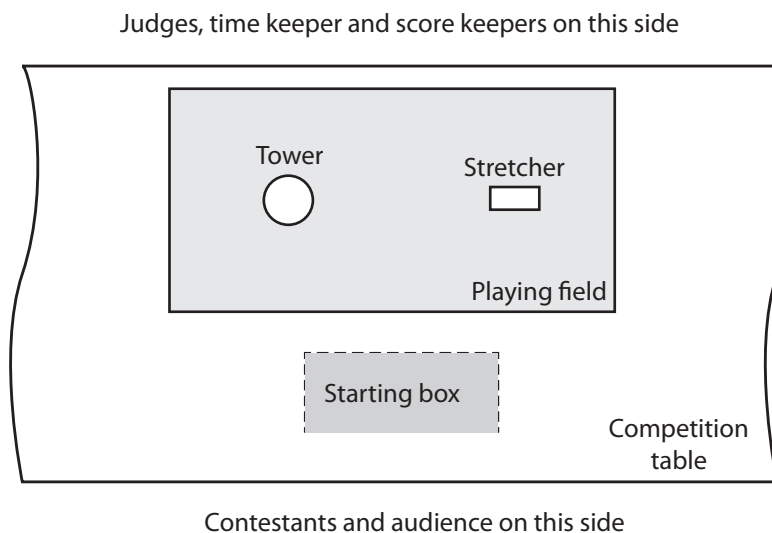 Judges, time keeper and score keepers on this side
Tower
Stretcher
Playing field
Starting box
Competition
table
Contestants and audience on this side